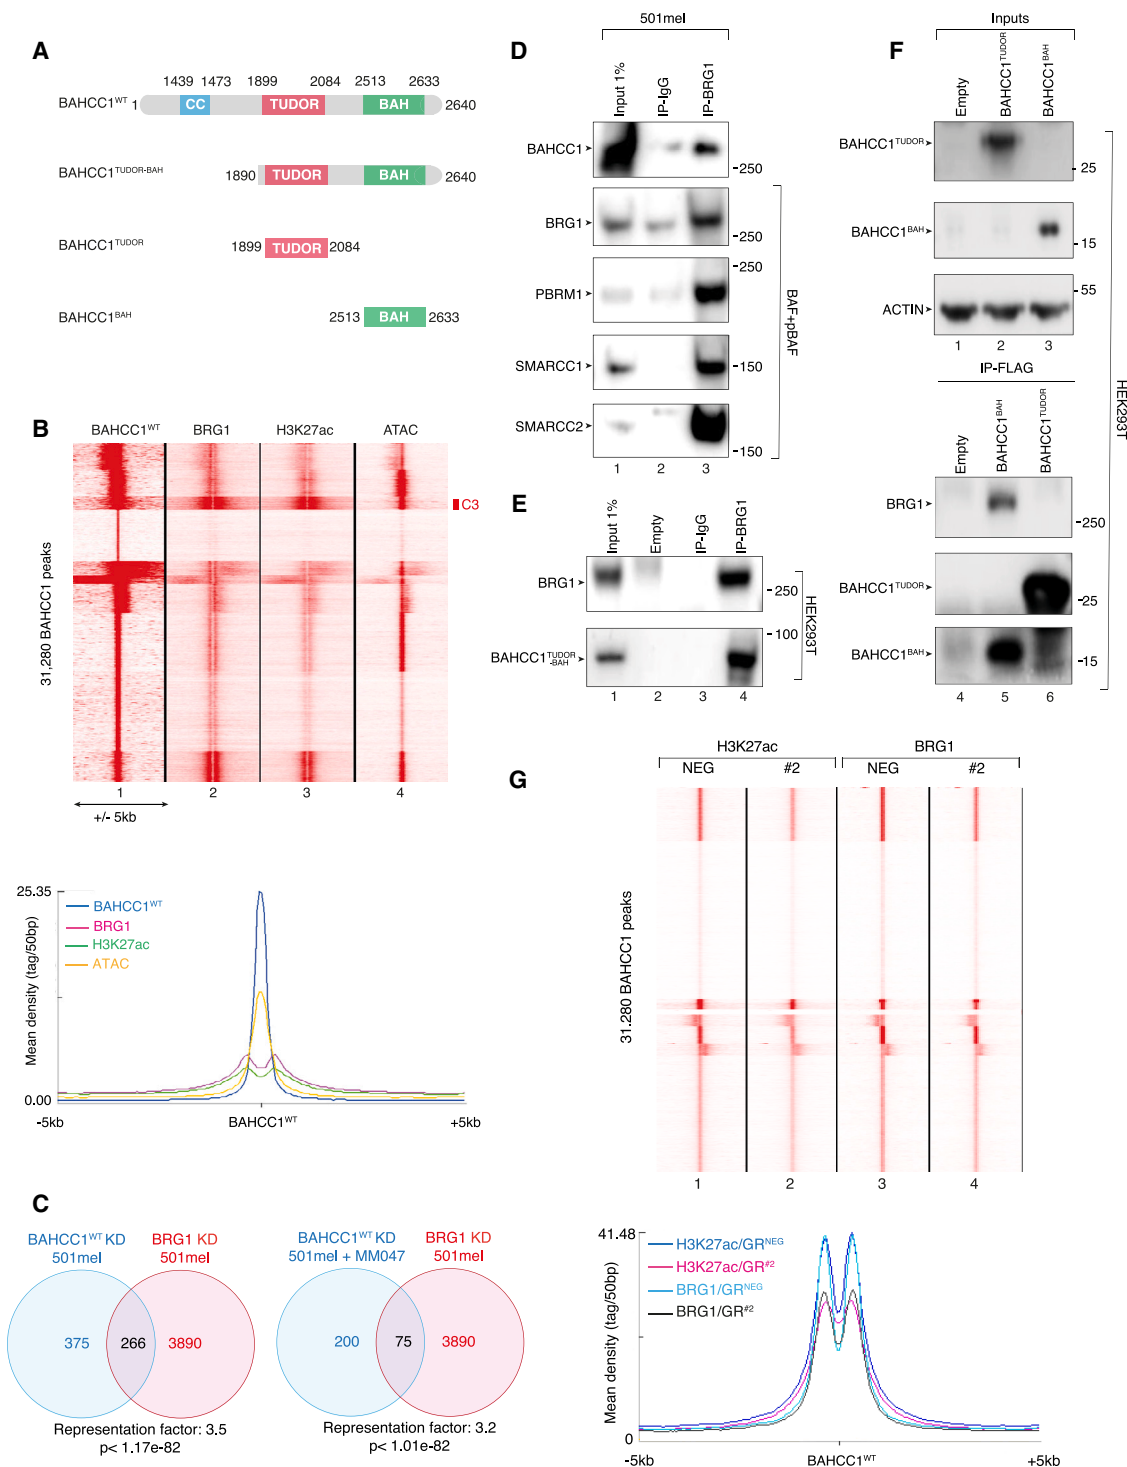 A
1439 1473 1899 2084 2513 2633
BAHCC1WT 1 CC TUDOR BAH 2640
BAHCC1TUDOR-BAH 1890 TUDOR BAH 2640
BAHCC1TUDOR 1899 TUDOR 2084
BAHCC1BAH 2513 BAH 2633
B
BAHCC1WT BRG1 H3K27ac ATAC
C3
31,280 BAHCC1 peaks
1 2 3 4
+/- 5kb
25.35
BAHCC1WT
BRG1
H3K27ac
ATAC
Mean density (tag/50bp)
0.00
-5kb BAHCC1WT +5kb
C
BAHCC1WT KD
501mel
BRG1 KD
501mel
375 266 3890
Representation factor: 3.5
p< 1.17e-82
BAHCC1WT KD
501mel + MM047
BRG1 KD
501mel
200 75 3890
Representation factor: 3.2
p< 1.01e-82
D
501mel
Input 1% IP-IgG IP-BRG1
BAHCC1 250
BRG1 250
250
PBRM1
SMARCC1 150
SMARCC2
150
1 2 3
BAF+pBAF
E
Input 1% Empty IP-IgG IP-BRG1
BRG1 250
100
BAHCC1TUDOR-BAH
1 2 3 4
HEK293T
F
Inputs
Empty BAHCC1TUDOR BAHCC1BAH
BAHCC1TUDOR 25
BAHCC1BAH 15
55
ACTIN
1 2 3
IP-FLAG
Empty BAHCC1BAH BAHCC1TUDOR
BRG1 250
BAHCC1TUDOR 25
BAHCC1BAH 15
4 5 6
HEK293T
G
H3K27ac BRG1
NEG #2 NEG #2
31.280 BAHCC1 peaks
1 2 3 4
41.48
H3K27ac/GRNEG
H3K27ac/GR#2
BRG1/GRNEG
BRG1/GR#2
Mean density (tag/50bp)
0
-5kb BAHCC1WT +5kb